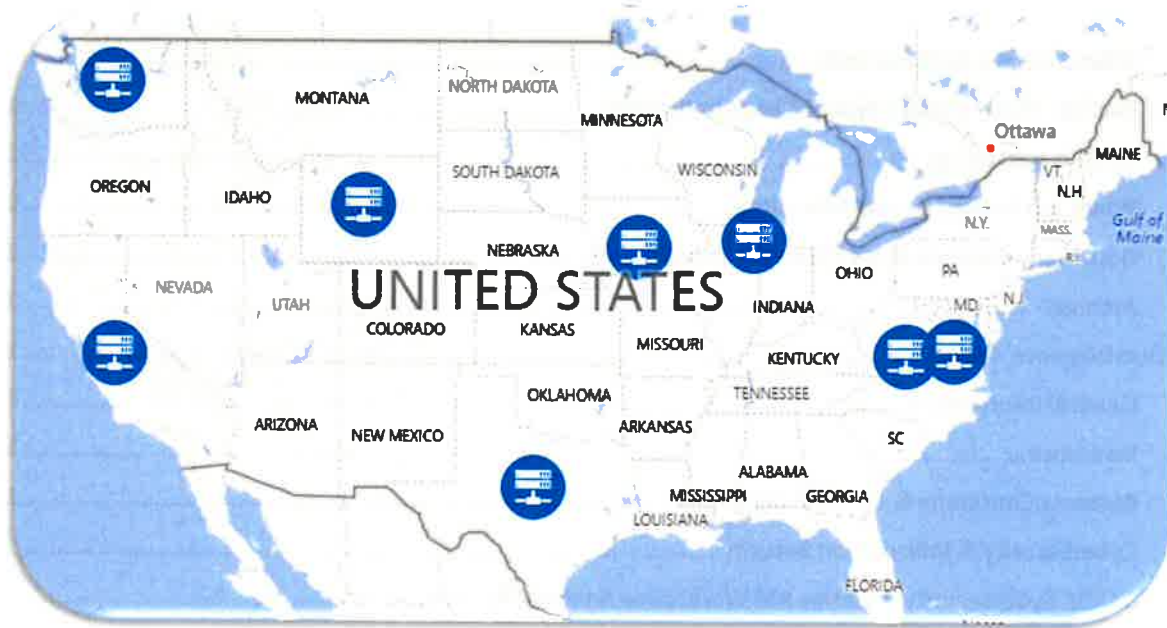 MONTANA
NORTH DAKOTA
MINNESOTA
Ottawa
MAINE
OREGON
IDAHO
SOUTH DAKOTA
WISCONSIN
VT.
N.H.
N.Y.
MASS.
Gulf of
Maine
NEBRASKA
OHIO
PA
NEVADA
UTAH
UNITED STATES
INDIANA
MD.
N.J.
COLORADO
KANSAS
MISSOURI
KENTUCKY
OKLAHOMA
TENNESSEE
ARIZONA
NEW MEXICO
ARKANSAS
SC
ALABAMA
MISSISSIPPI
GEORGIA
LOUISIANA
FLORIDA